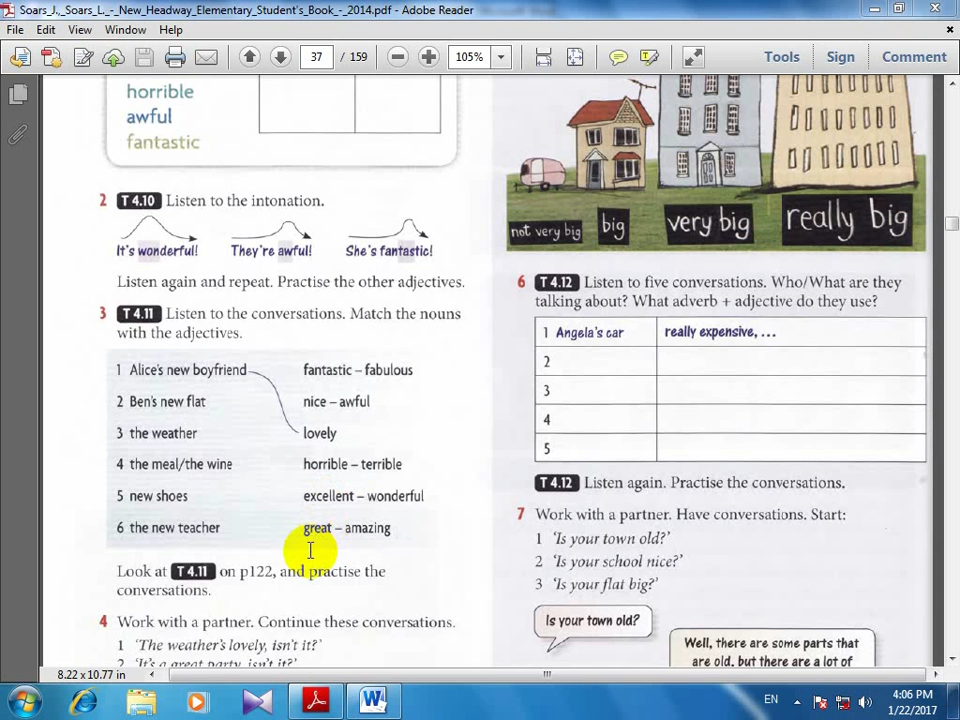 Soars_J.,_Soars_L._-_New_Headway_Elementary_Student's_Book_-_2014.pdf - Adobe Reader
File Edit View Window Help
37 / 159 105% Tools Sign Comment
horrible
awful
fantastic
2 T 4.10 Listen to the intonation.
It's wonderful! They're awful! She's fantastic!
Listen again and repeat. Practise the other adjectives.
3 T 4.11 Listen to the conversations. Match the nouns
with the adjectives.
1 Alice's new boyfriend fantastic – fabulous
2 Ben's new flat nice – awful
3 the weather lovely
4 the meal/the wine horrible – terrible
5 new shoes excellent – wonderful
6 the new teacher great – amazing
Look at T 4.11 on p122, and practise the
conversations.
4 Work with a partner. Continue these conversations.
1 'The weather's lovely, isn't it?'
2 'It's a great party, isn't it?'
not very big big very big really big
6 T 4.12 Listen to five conversations. Who/What are they
talking about? What adverb + adjective do they use?
1 Angela's car really expensive, ...
2
3
4
5
T 4.12 Listen again. Practise the conversations.
7 Work with a partner. Have conversations. Start:
1 'Is your town old?'
2 'Is your school nice?'
3 'Is your flat big?'
Is your town old?
Well, there are some parts that
are old, but there are a lot of
8.22 x 10.77 in
EN 4:06 PM
1/22/2017